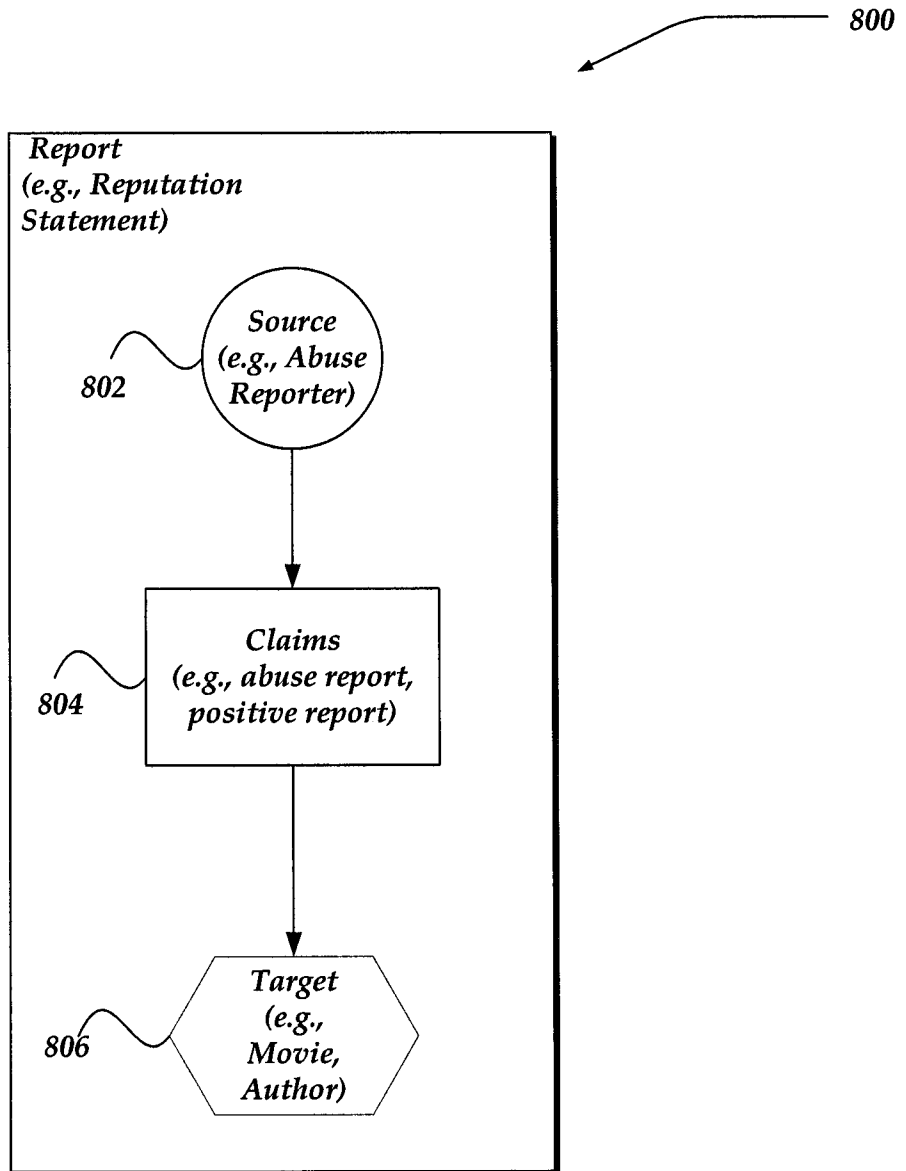 800
Report
(e.g., Reputation
Statement)
Source
(e.g., Abuse
Reporter)
802
Claims
(e.g., abuse report,
positive report)
804
Target
(e.g.,
Movie,
Author)
806